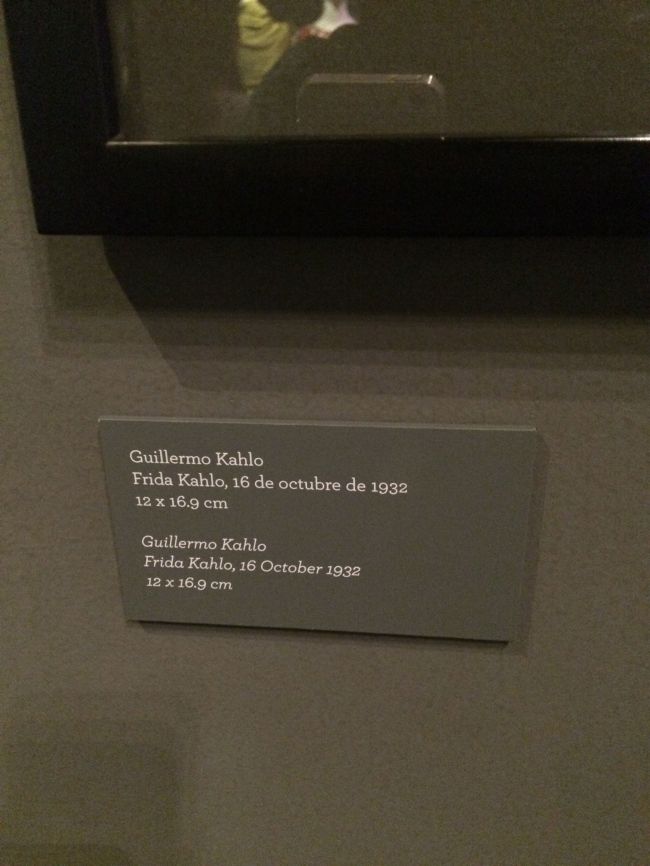 Guillermo Kahlo
Frida Kahlo, 16 de octubre de 1932
12 x 16.9 cm
Guillermo Kahlo
Frida Kahlo, 16 October 1932
12 x 16.9 cm